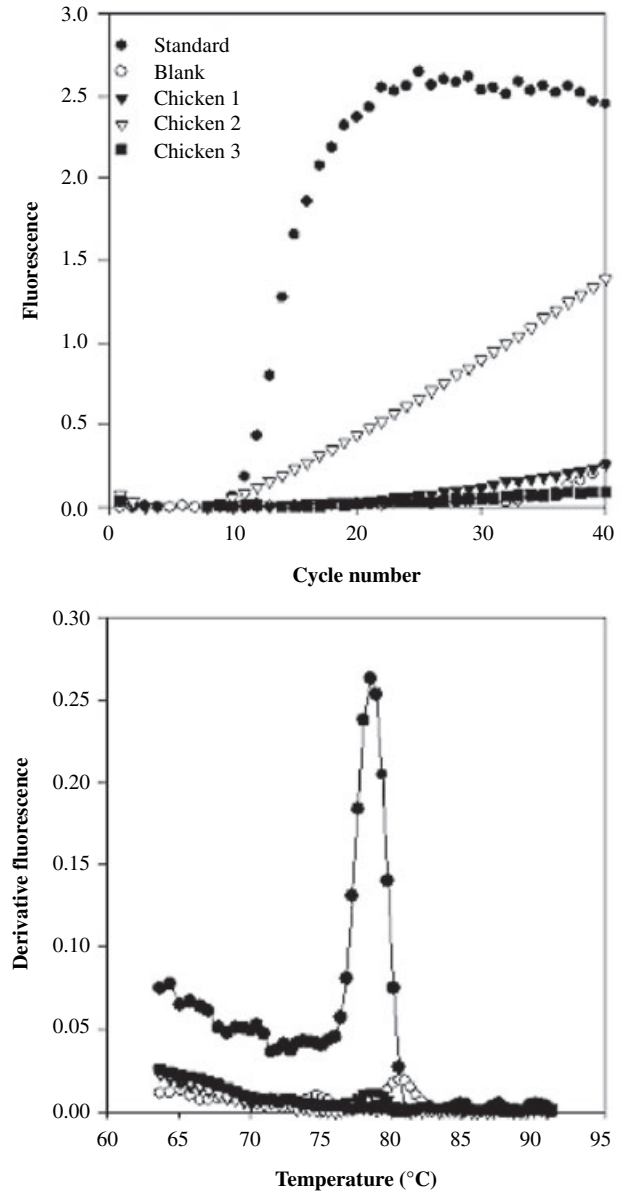 3.0
Standard
Blank
Chicken 1
Chicken 2
Chicken 3
2.5
2.0
1.5
1.0
0.5
0.0
Fluorescence
0 10 20 30 40
Cycle number
0.30
0.25
0.20
0.15
0.10
0.05
0.00
Derivative fluorescence
60 65 70 75 80 85 90 95
Temperature (°C)